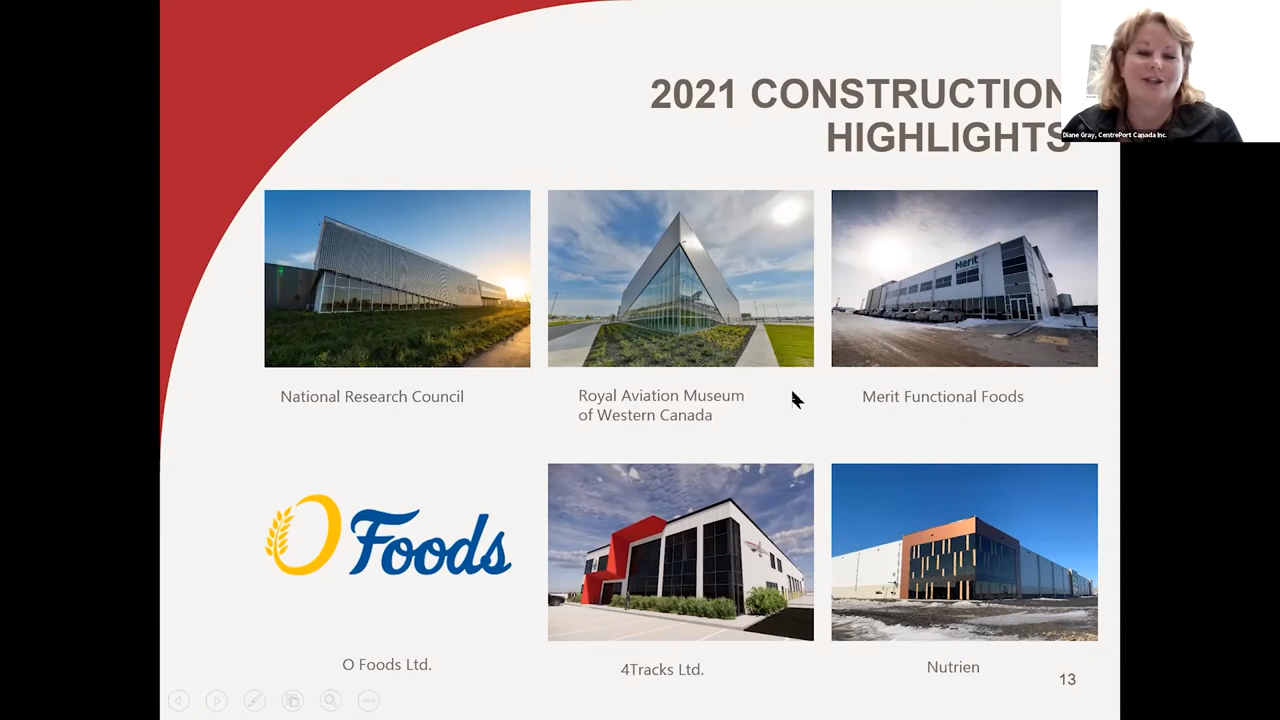 2021 CONSTRUCTION
HIGHLIGHTS
Diane Gray, CentrePort Canada Inc.
Merit
National Research Council
Royal Aviation Museum
of Western Canada
Merit Functional Foods
O Foods
O Foods Ltd.
4Tracks Ltd.
Nutrien
13